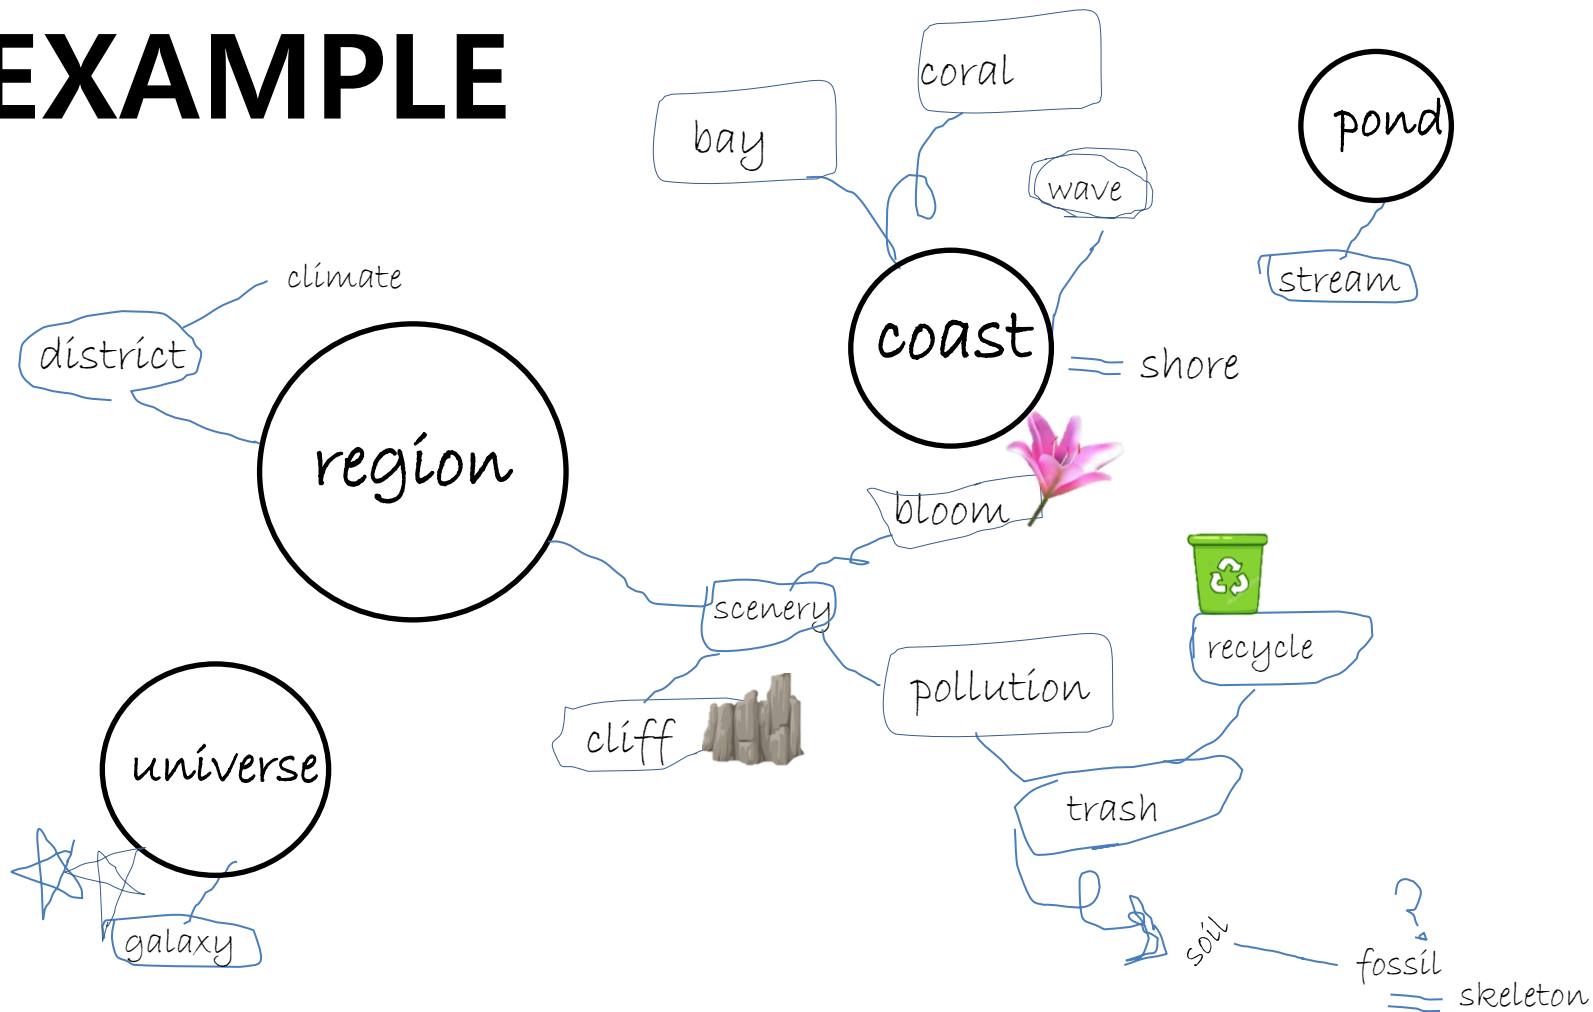 EXAMPLE
coral
bay
pond
wave
climate
stream
district
coast
shore
region
bloom
scenery
recycle
pollution
cliff
universe
trash
galaxy
soil
?
fossil
skeleton